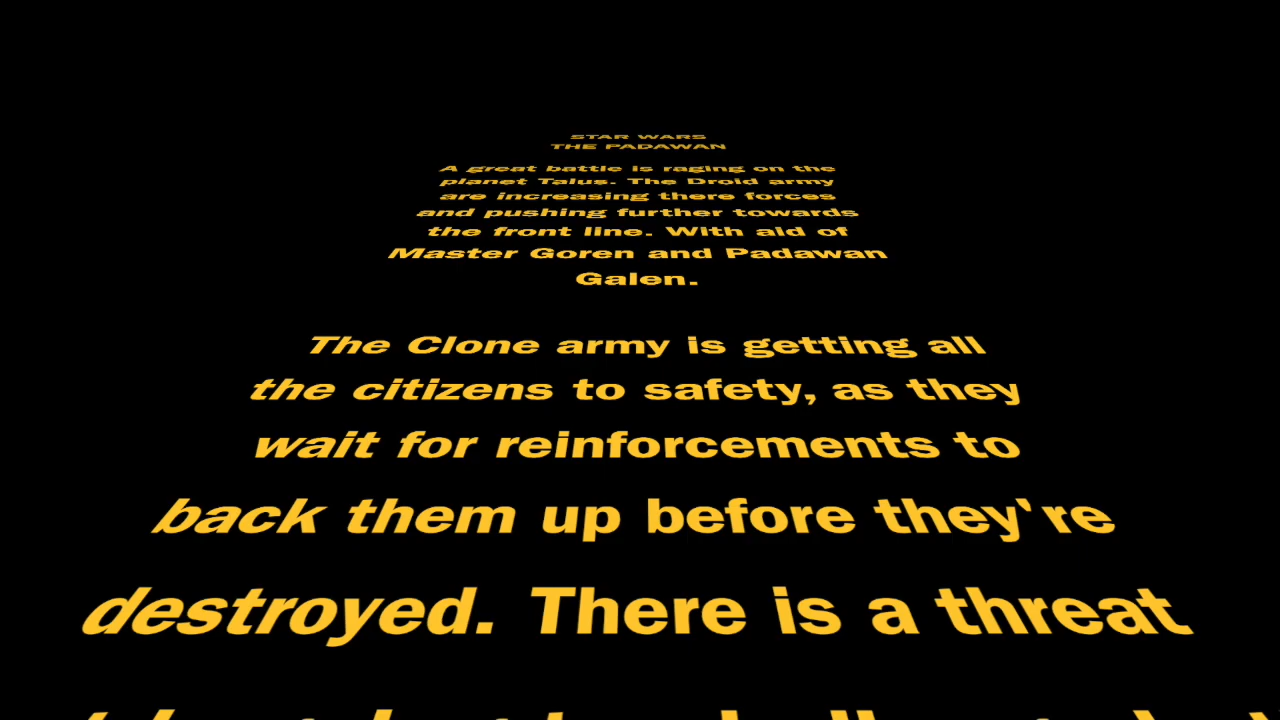 STAR WARS
THE PADAWAN
A great battle is raging on the
planet Talus. The Droid army
are increasing there forces
and pushing further towards
the front line. With aid of
Master Goren and Padawan
Galen.
The Clone army is getting all
the citizens to safety, as they
wait for reinforcements to
back them up before they're
destroyed. There is a threat